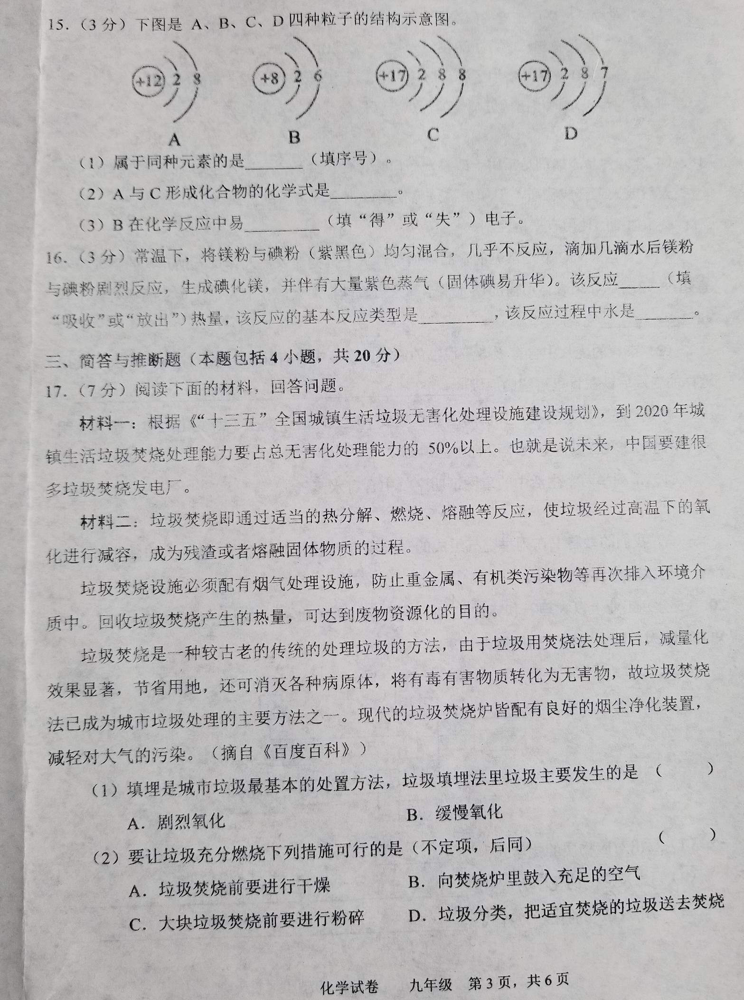 15.（3 分）下图是 A、B、C、D 四种粒子的结构示意图。
+12 2 8 +8 2 6 +17 2 8 8 +17 2 8 7
A B C D
（1）属于同种元素的是______（填序号）。
（2）A 与 C 形成化合物的化学式是______。
（3）B 在化学反应中易______（填“得”或“失”）电子。
16.（3 分）常温下，将镁粉与碘粉（紫黑色）均匀混合，几乎不反应，滴加几滴水后镁粉
与碘粉剧烈反应，生成碘化镁，并伴有大量紫色蒸气（固体碘易升华）。该反应_____（填
“吸收”或“放出”）热量，该反应的基本反应类型是________，该反应过程中水是______。
三、简答与推断题（本题包括 4 小题，共 20 分）
17.（7 分）阅读下面的材料，回答问题。
材料一：根据《“十三五”全国城镇生活垃圾无害化处理设施建设规划》，到 2020 年城
镇生活垃圾焚烧处理能力要占总无害化处理能力的 50%以上。也就是说未来，中国要建很
多垃圾焚烧发电厂。
材料二：垃圾焚烧即通过适当的热分解、燃烧、熔融等反应，使垃圾经过高温下的氧
化进行减容，成为残渣或者熔融固体物质的过程。
垃圾焚烧设施必须配有烟气处理设施，防止重金属、有机类污染物等再次排入环境介
质中。回收垃圾焚烧产生的热量，可达到废物资源化的目的。
垃圾焚烧是一种较古老的传统的处理垃圾的方法，由于垃圾用焚烧法处理后，减量化
效果显著，节省用地，还可消灭各种病原体，将有毒有害物质转化为无害物，故垃圾焚烧
法已成为城市垃圾处理的主要方法之一。现代的垃圾焚烧炉皆配有良好的烟尘净化装置，
减轻对大气的污染。（摘自《百度百科》）
（1）填埋是城市垃圾最基本的处置方法，垃圾填埋法里垃圾主要发生的是（ ）
A．剧烈氧化 B．缓慢氧化
（2）要让垃圾充分燃烧下列措施可行的是（不定项，后同）（ ）
A．垃圾焚烧前要进行干燥 B．向焚烧炉里鼓入充足的空气
C．大块垃圾焚烧前要进行粉碎 D．垃圾分类，把适宜焚烧的垃圾送去焚烧
化学试卷 九年级 第 3 页，共 6 页